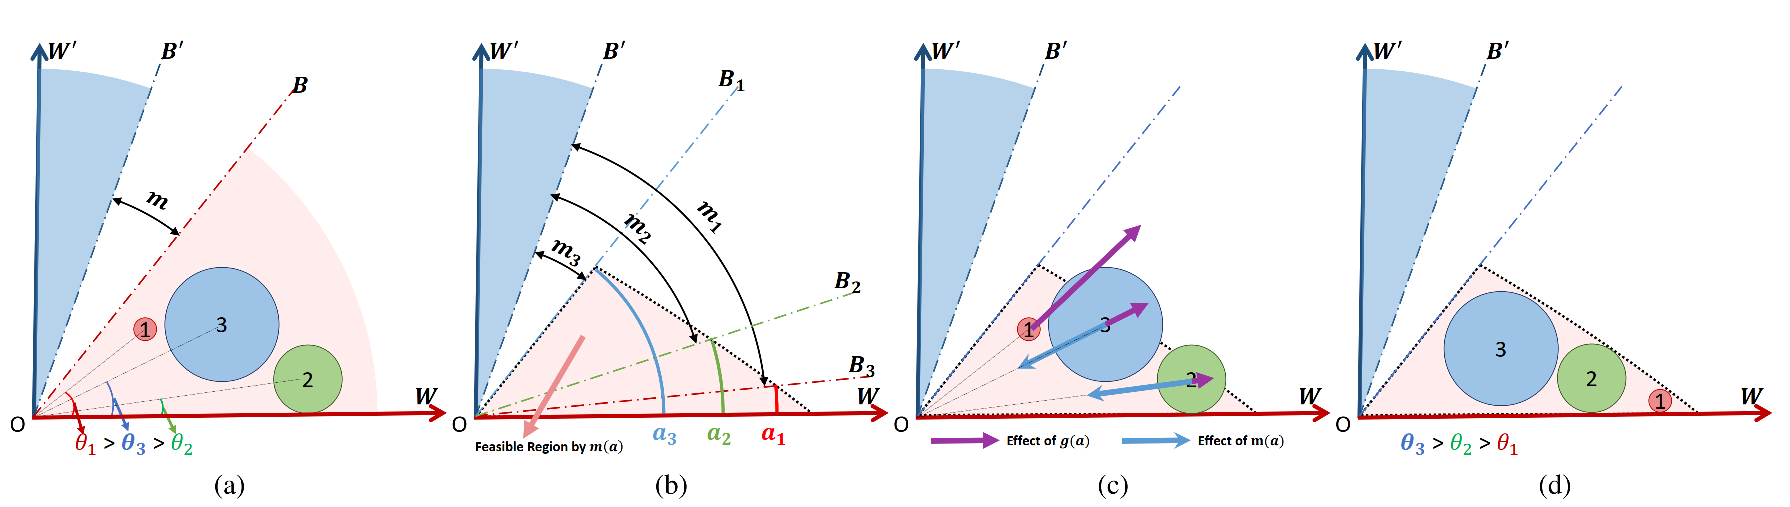 W′ B′ B
m
1 3 2
O W
θ₁ > θ₃ > θ₂
(a)
W′ B′ B₁
m₁
m₂
m₃
B₂
B₃
O W
a₃ a₂ a₁
Feasible Region by m(a)
(b)
W′ B′
1 3 2
O W
Effect of g(a) Effect of m(a)
(c)
W′ B′
3 2 1
O W
θ₃ > θ₂ > θ₁
(d)